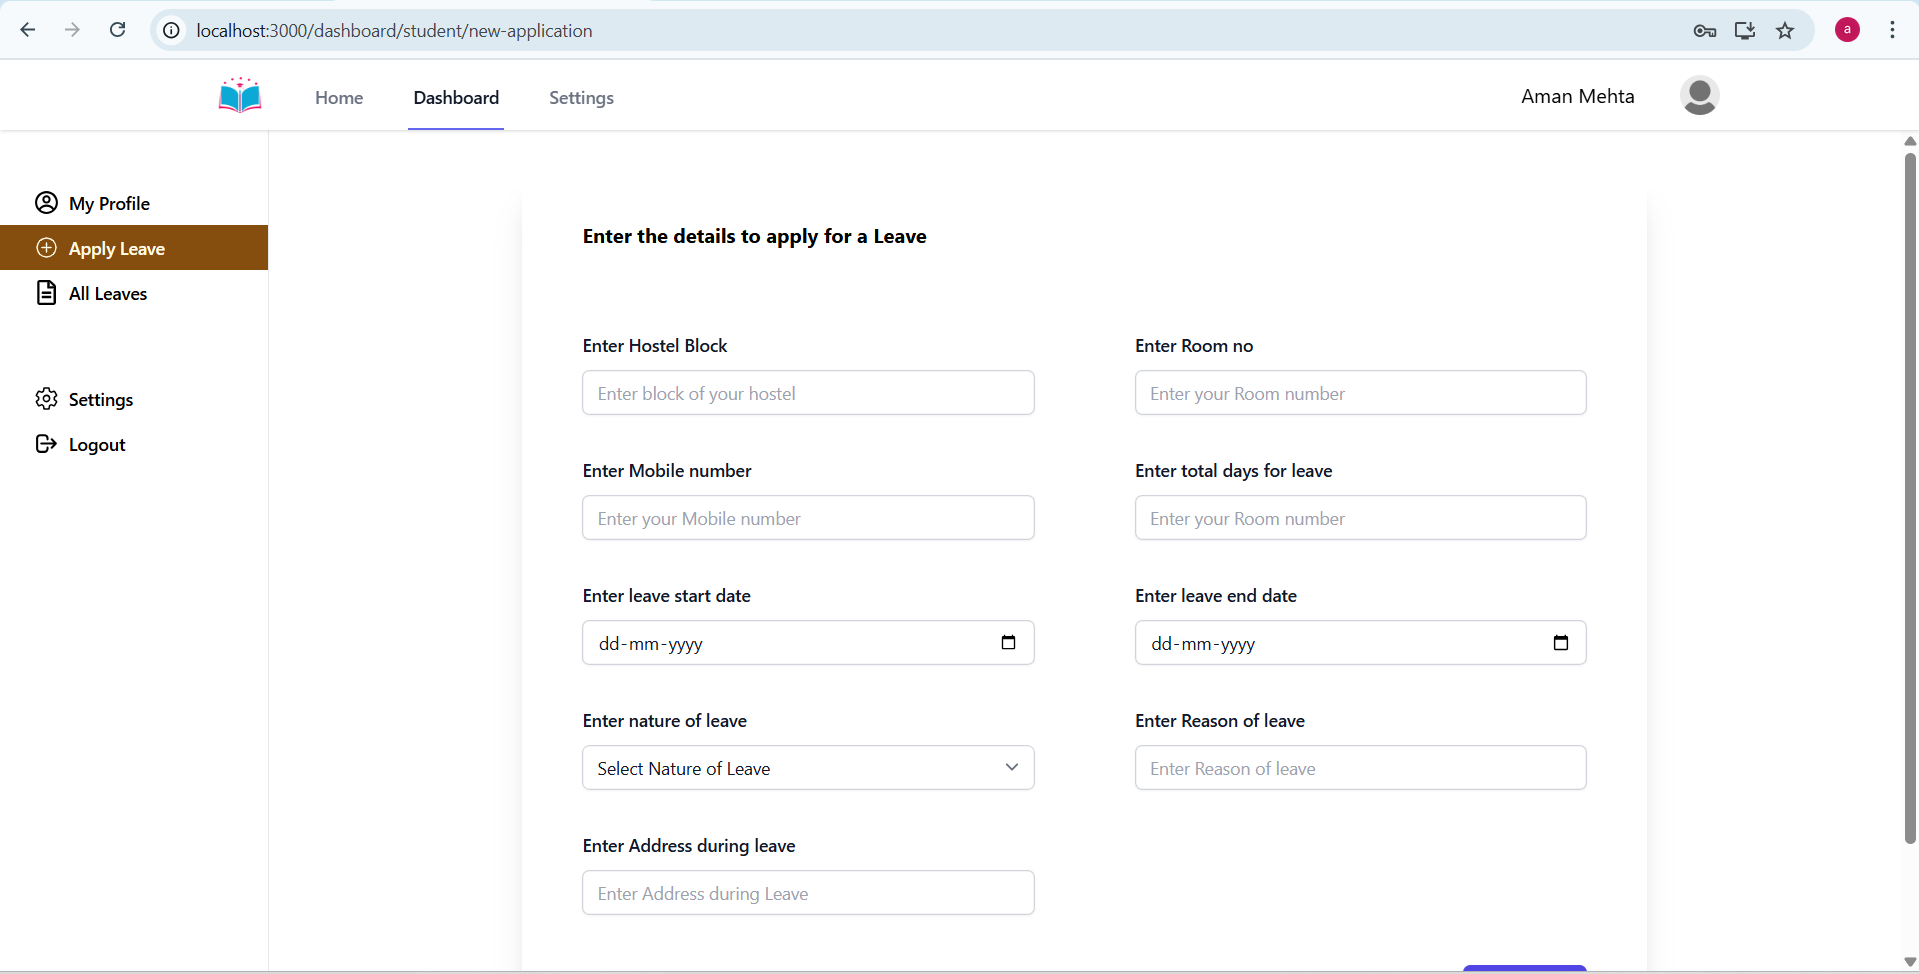 localhost:3000/dashboard/student/new-application
a
Home Dashboard Settings Aman Mehta
My Profile
Apply Leave
All Leaves
Settings
Logout
Enter the details to apply for a Leave
Enter Hostel Block Enter Room no
Enter block of your hostel Enter your Room number
Enter Mobile number Enter total days for leave
Enter your Mobile number Enter your Room number
Enter leave start date Enter leave end date
dd-mm-yyyy dd-mm-yyyy
Enter nature of leave Enter Reason of leave
Select Nature of Leave Enter Reason of leave
Enter Address during leave
Enter Address during Leave